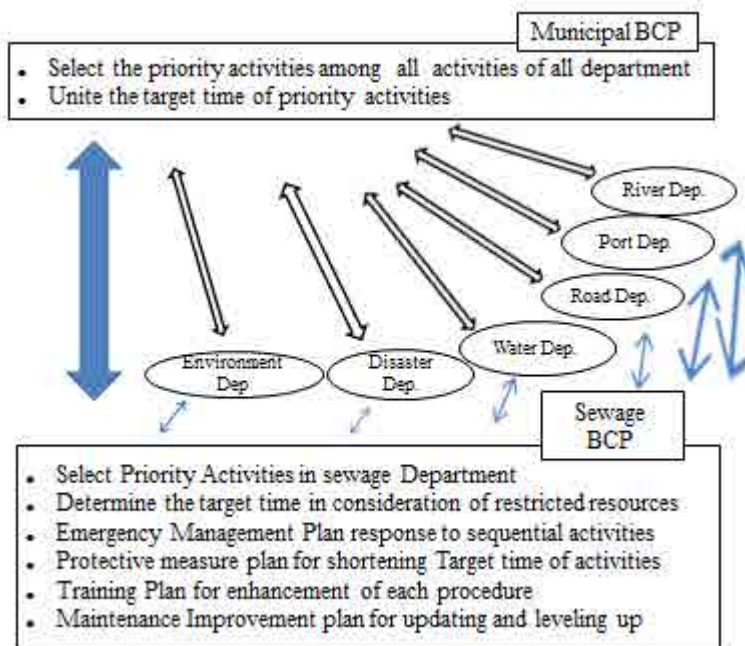 Municipal BCP
• Select the priority activities among all activities of all department
• Unite the target time of priority activities
River Dep.
Port Dep.
Road Dep.
Water Dep.
Environment
Dep
Disaster
Dep.
Sewage
BCP
• Select Priority Activities in sewage Department
• Determine the target time in consideration of restricted resources
• Emergency Management Plan response to sequential activities
• Protective measure plan for shortening Target time of activities
• Training Plan for enhancement of each procedure
• Maintenance Improvement plan for updating and leveling up